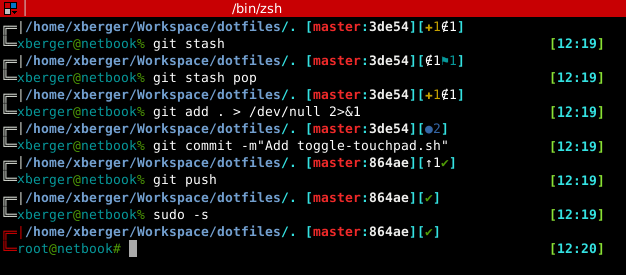 /bin/zsh
╔═|/home/xberger/Workspace/dotfiles/. [master:3de54][+1∉1]
╚═xberger@netbook% git stash [12:19]
╔═|/home/xberger/Workspace/dotfiles/. [master:3de54][∉1⚑1]
╚═xberger@netbook% git stash pop [12:19]
╔═|/home/xberger/Workspace/dotfiles/. [master:3de54][+1∉1]
╚═xberger@netbook% git add . > /dev/null 2>&1 [12:19]
╔═|/home/xberger/Workspace/dotfiles/. [master:3de54][●2]
╚═xberger@netbook% git commit -m"Add toggle-touchpad.sh" [12:19]
╔═|/home/xberger/Workspace/dotfiles/. [master:864ae][↑1✔]
╚═xberger@netbook% git push [12:19]
╔═|/home/xberger/Workspace/dotfiles/. [master:864ae][✔]
╚═xberger@netbook% sudo -s [12:19]
╔═|/home/xberger/Workspace/dotfiles/. [master:864ae][✔]
╚═root@netbook# [12:20]